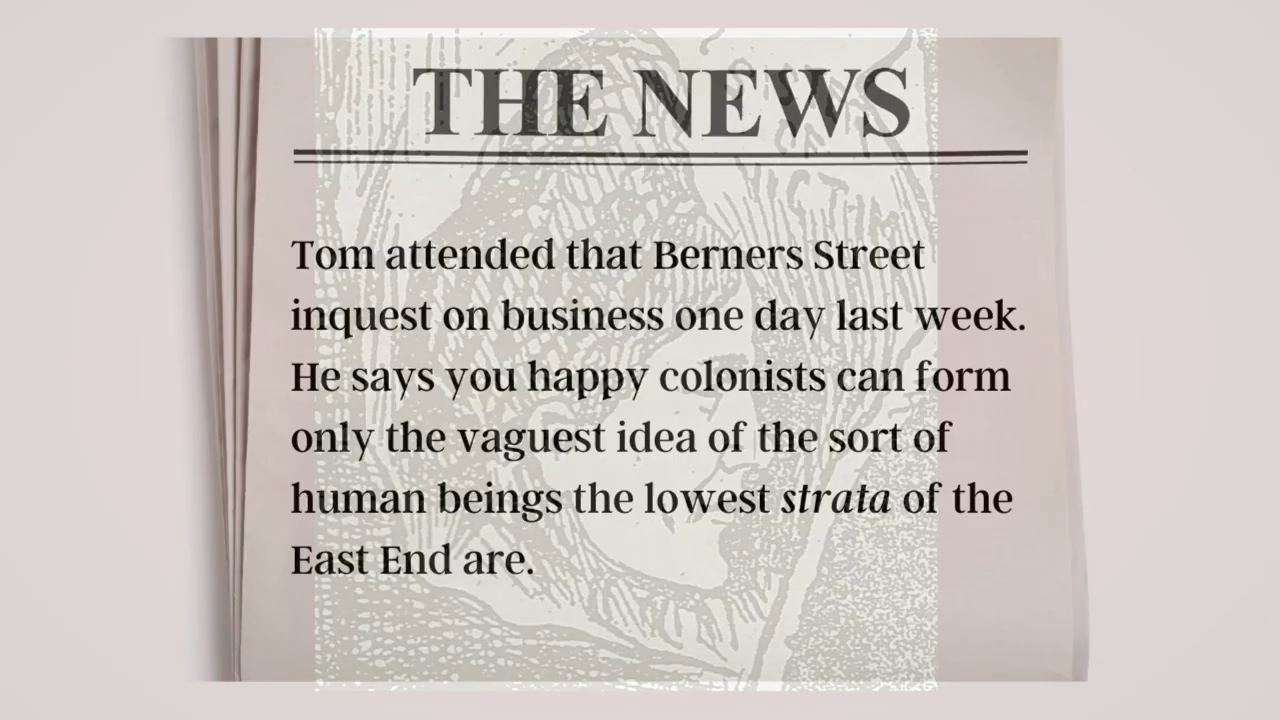 THE NEWS
Tom attended that Berners Street
inquest on business one day last week.
He says you happy colonists can form
only the vaguest idea of the sort of
human beings the lowest strata of the
East End are.